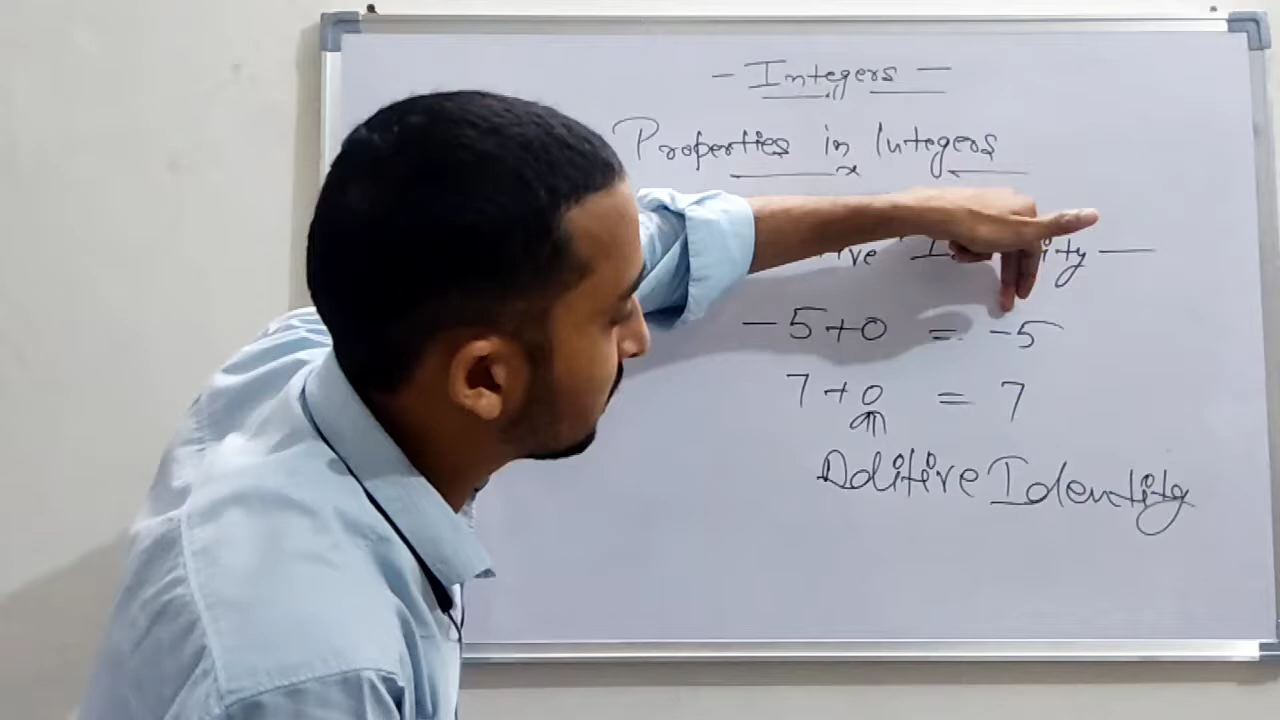 - Integers -
Properties in Integers
-5+0 = -5
7+0 = 7
Additive Identity